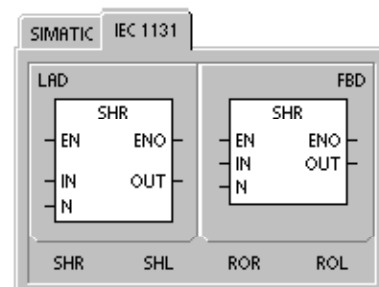 SIMATIC IEC 1131
LAD FBD
SHR SHR
EN ENO EN ENO
IN OUT IN OUT
N N
SHR SHL ROR ROL